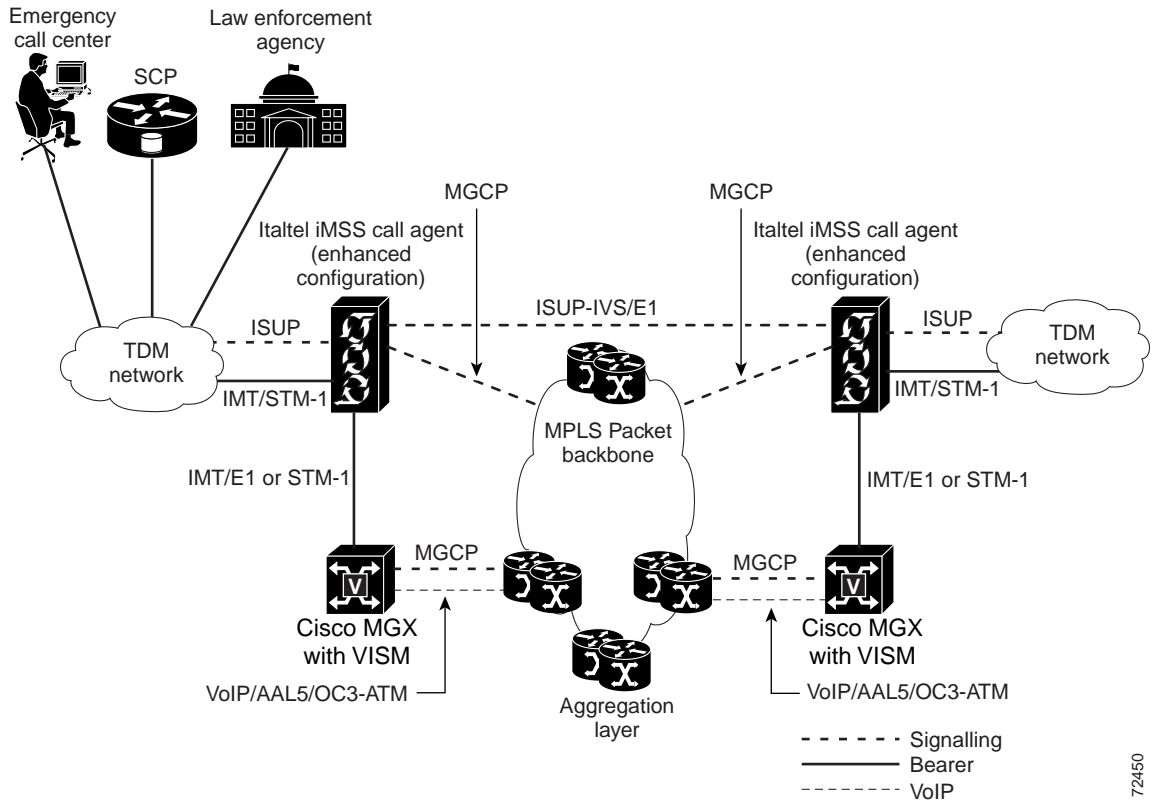 Emergency
call center
Law enforcement
agency
SCP
MGCP
MGCP
Italtel iMSS call agent
(enhanced
configuration)
Italtel iMSS call agent
(enhanced
configuration)
ISUP-IVS/E1
ISUP
ISUP
TDM
network
TDM
network
IMT/STM-1
IMT/STM-1
MPLS Packet
backbone
IMT/E1 or STM-1
IMT/E1 or STM-1
MGCP
MGCP
V
V
Cisco MGX
with VISM
Cisco MGX
with VISM
VoIP/AAL5/OC3-ATM
VoIP/AAL5/OC3-ATM
Aggregation
layer
Signalling
Bearer
VoIP
72450